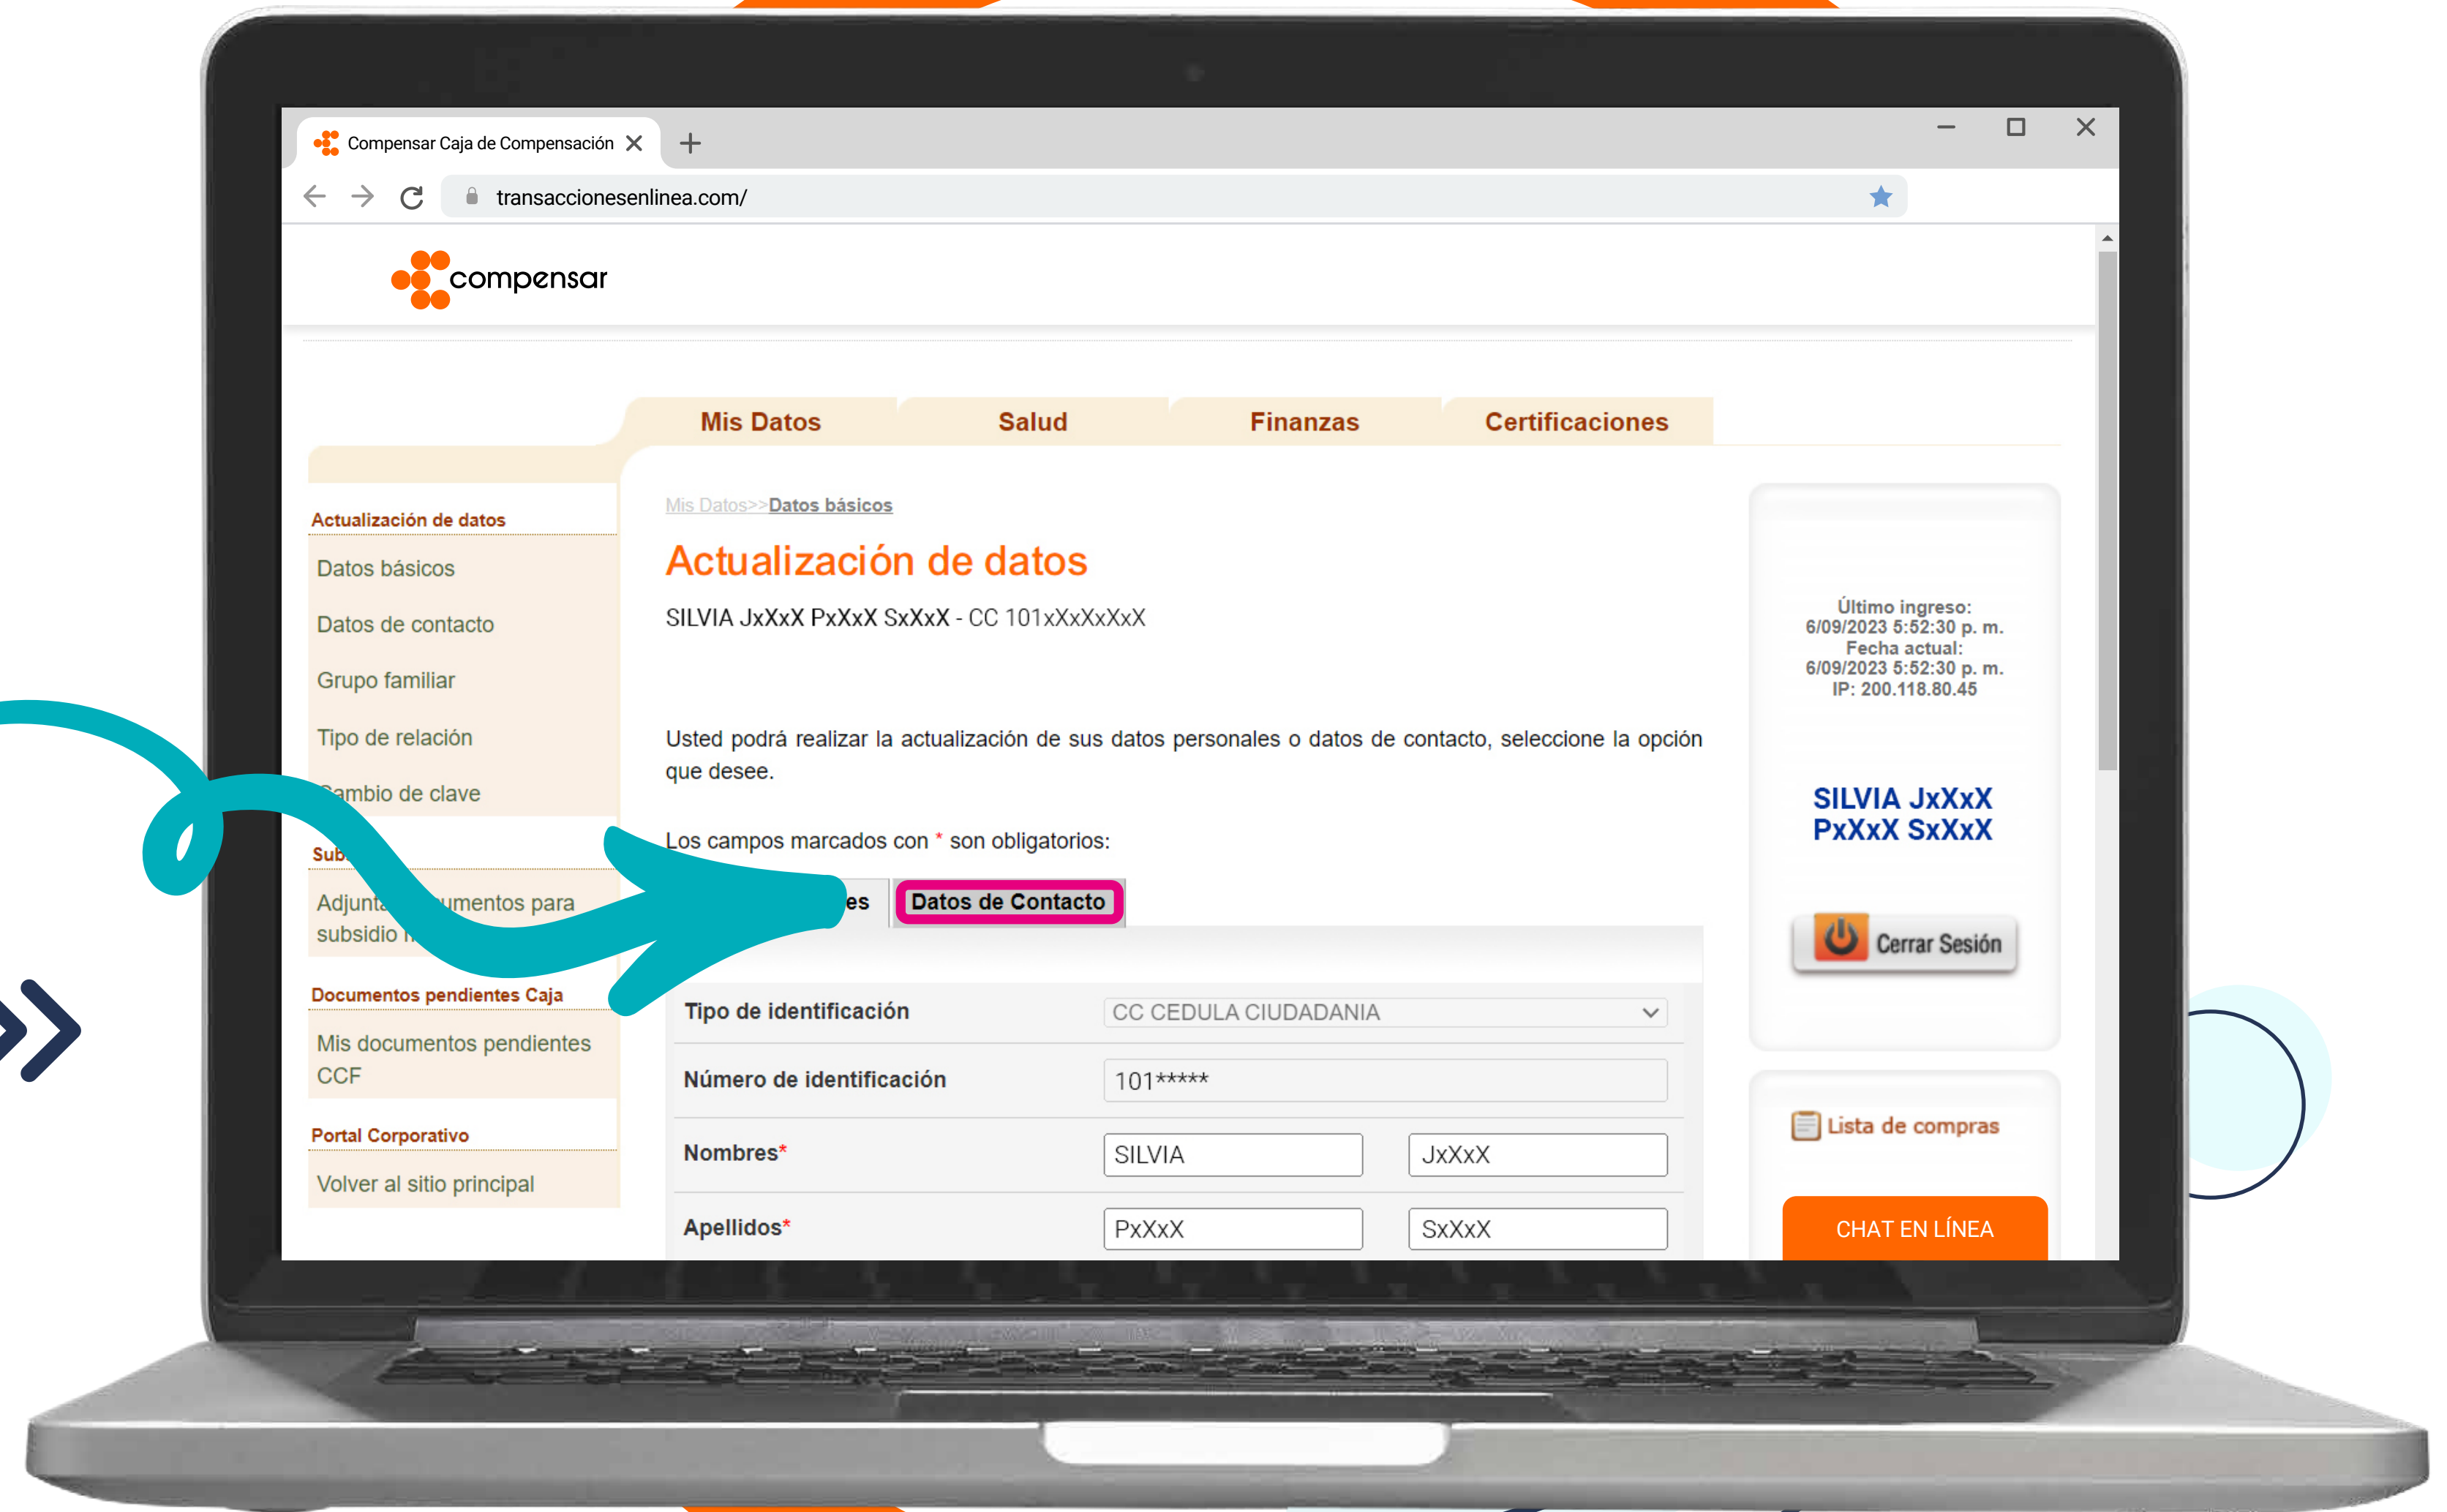 Compensar Caja de Compensación
transaccionesenlinea.com/
compensar
Mis Datos
Salud
Finanzas
Certificaciones
Actualización de datos
Datos básicos
Datos de contacto
Grupo familiar
Tipo de relación
Cambio de clave
Adjuntar documentos para
subsidio
Documentos pendientes Caja
Mis documentos pendientes
CCF
Portal Corporativo
Volver al sitio principal
Mis Datos>>Datos básicos
Actualización de datos
SILVIA JxXxX PxXxX SxXxX - CC 101xXxXxXxX
Usted podrá realizar la actualización de sus datos personales o datos de contacto, seleccione la opción
que desee.
Los campos marcados con * son obligatorios:
Datos de Contacto
Tipo de identificación
CC CEDULA CIUDADANIA
Número de identificación
101*****
Nombres*
SILVIA
JxXxX
Apellidos*
PxXxX
SxXxX
Último ingreso:
6/09/2023 5:52:30 p. m.
Fecha actual:
6/09/2023 5:52:30 p. m.
IP: 200.118.80.45
SILVIA JxXxX
PxXxX SxXxX
Cerrar Sesión
Lista de compras
CHAT EN LÍNEA